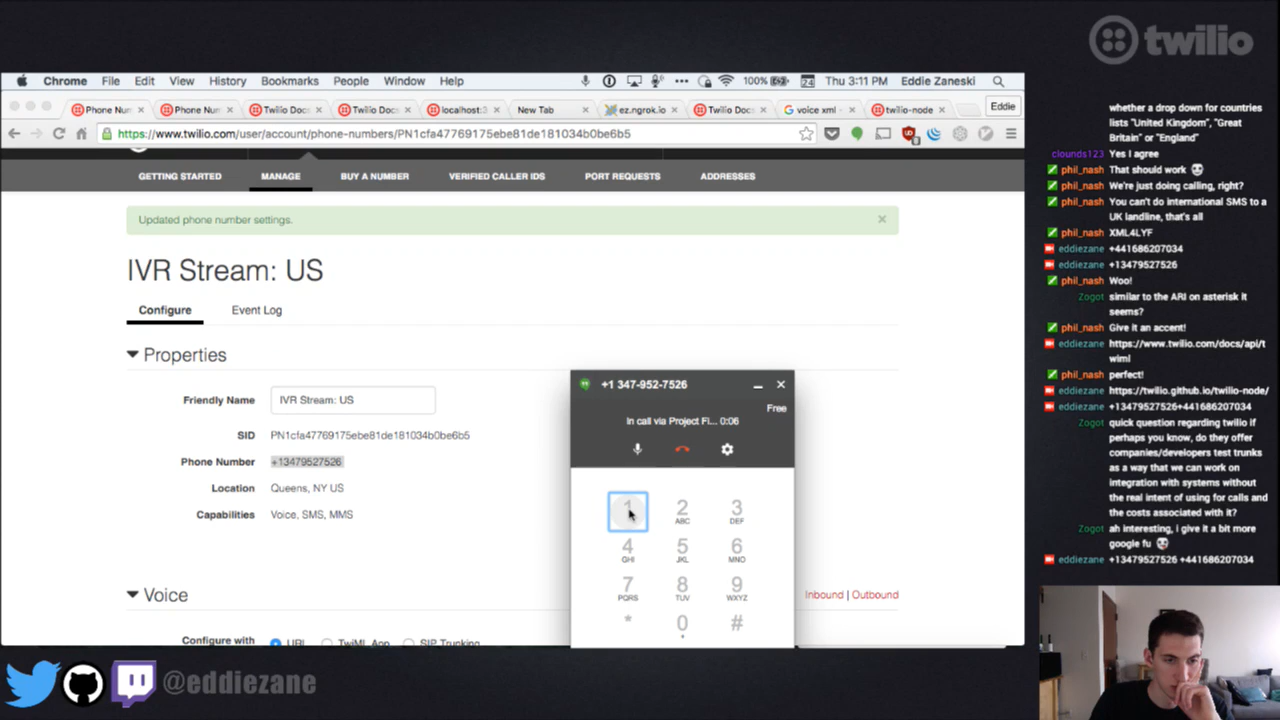 twilio
Chrome File Edit View History Bookmarks People Window Help 100% 24 Thu 3:11 PM Eddie Zaneski
Phone Nun Phone Nun Twilio Docs Twilio Docs localhost:3 New Tab ez.ngrok.io Twilio Docs voice xml - twilio-node Eddie
https://www.twilio.com/user/account/phone-numbers/PN1cfa47769175ebe81de181034b0be6b5
GETTING STARTED MANAGE BUY A NUMBER VERIFIED CALLER IDS PORT REQUESTS ADDRESSES
Updated phone number settings.
IVR Stream: US
Configure Event Log
Properties
Friendly Name IVR Stream: US
SID PN1cfa47769175ebe81de181034b0be6b5
Phone Number +13479527526
Location Queens, NY US
Capabilities Voice, SMS, MMS
Voice
Inbound | Outbound
Configure with URL TwiML App SIP Trunking
+1 347-952-7526
Free
In call via Project Fi... 0:06
1 2 3
ABC DEF
4 5 6
GHI JKL MNO
7 8 9
PQRS TUV WXYZ
* 0 #
whether a drop down for countries
lists "United Kingdom", "Great
Britain" or "England"
clounds123 Yes I agree
phil_nash That should work
phil_nash We're just doing calling, right?
phil_nash You can't do international SMS to a
UK landline, that's all
phil_nash XML4LYF
eddiezane +441686207034
eddiezane +13479527526
phil_nash Woo!
Zogot similar to the ARI on asterisk it
seems?
phil_nash Give it an accent!
eddiezane https://www.twilio.com/docs/api/t
wiml
phil_nash perfect!
eddiezane https://twilio.github.io/twilio-node/
eddiezane +13479527526+441686207034
Zogot quick question regarding twilio if
perhaps you know, do they offer
companies/developers test trunks
as a way that we can work on
integration with systems without
the real intent of using for calls and
the costs associated with it?
Zogot ah interesting, i give it a bit more
google fu
eddiezane +13479527526 +441686207034
@eddiezane